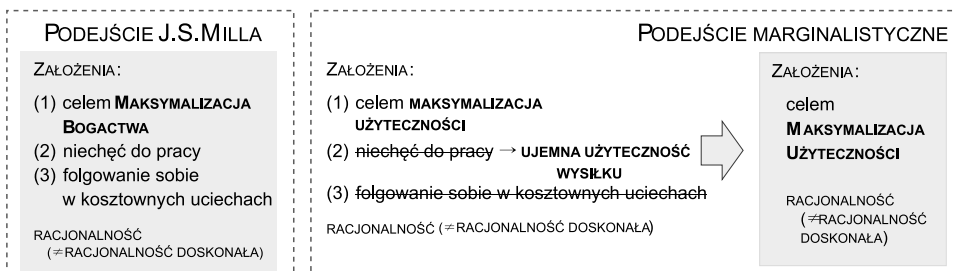 PODEJŚCIE J.S.MILLA
ZAŁOŻENIA:
(1) celem MAKSYMALIZACJA
BOGACTWA
(2) niechęć do pracy
(3) folgowanie sobie
w kosztownych uciechach
RACJONALNOŚĆ
(≠RACJONALNOŚĆ DOSKONAŁA)
PODEJŚCIE MARGINALISTYCZNE
ZAŁOŻENIA:
(1) celem MAKSYMALIZACJA
UŻYTECZNOŚCI
(2) niechęć do pracy → UJEMNA UŻYTECZNOŚĆ
WYSIŁKU
(3) folgowanie sobie w kosztownych uciechach
RACJONALNOŚĆ (≠RACJONALNOŚĆ DOSKONAŁA)
ZAŁOŻENIA:
celem
MAKSYMALIZACJA
UŻYTECZNOŚCI
RACJONALNOŚĆ
(≠RACJONALNOŚĆ
DOSKONAŁA)